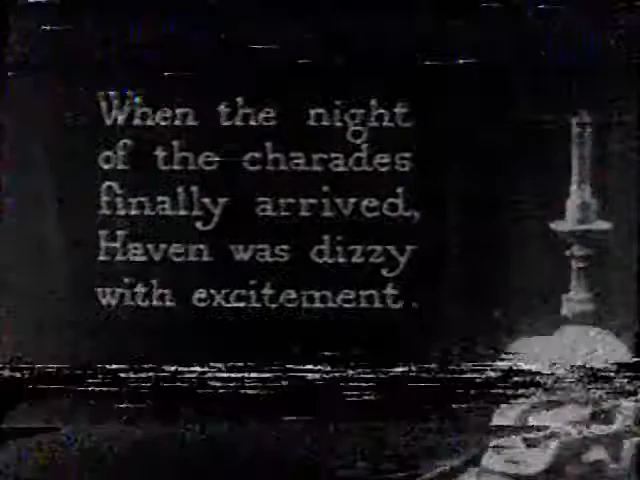 When the night
of the charades
finally arrived,
Haven was dizzy
with excitement.